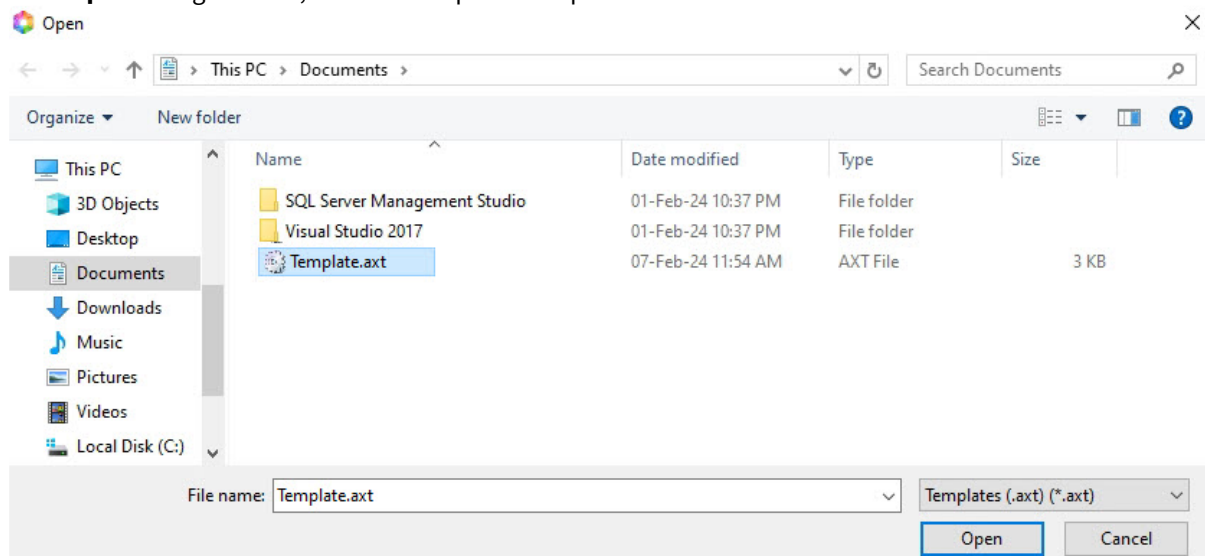 Open
This PC > Documents >
Search Documents
Organize
New folder
Name
Date modified
Type
Size
This PC
3D Objects
Desktop
Documents
Downloads
Music
Pictures
Videos
Local Disk (C:)
SQL Server Management Studio 01-Feb-24 10:37 PM File folder
Visual Studio 2017 01-Feb-24 10:37 PM File folder
Template.axt 07-Feb-24 11:54 AM AXT File 3 KB
File name: Template.axt
Templates (.axt) (*.axt)
Open
Cancel